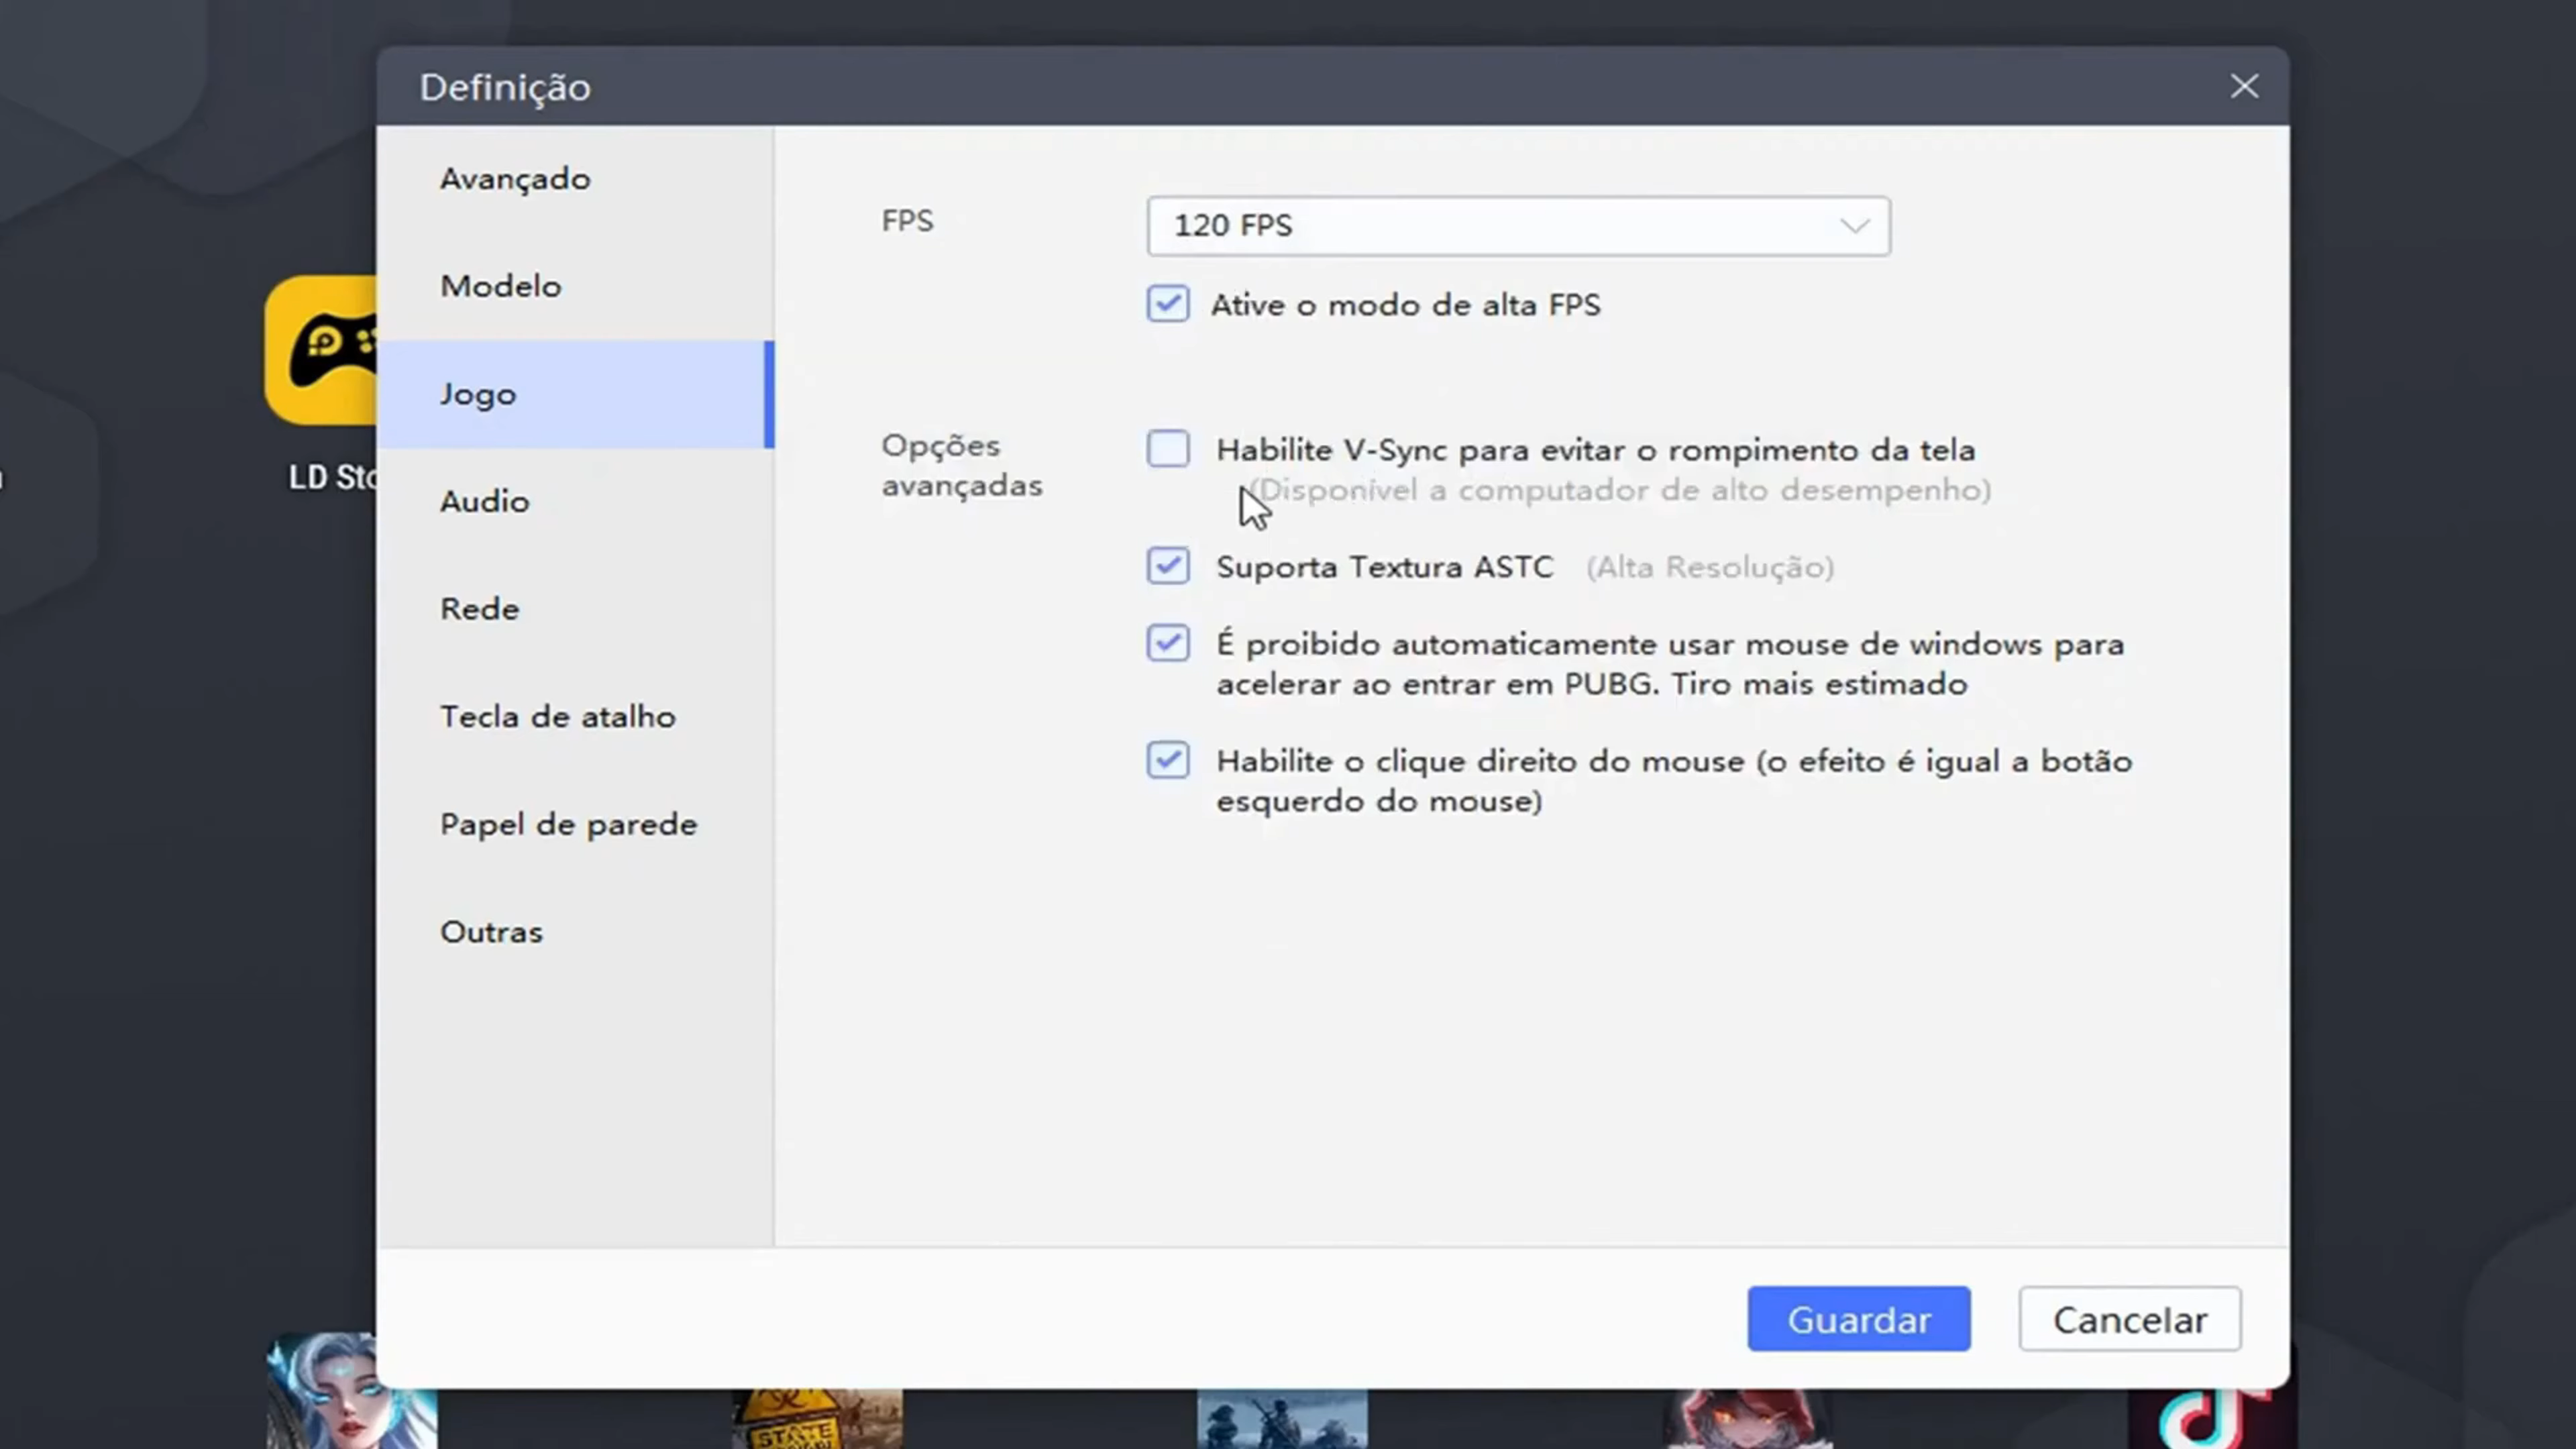 Definição
Avançado
Modelo
Jogo
Audio
Rede
Tecla de atalho
Papel de parede
Outras
FPS
120 FPS
Ative o modo de alta FPS
Opções
avançadas
Habilite V-Sync para evitar o rompimento da tela
(Disponível a computador de alto desempenho)
Suporta Textura ASTC (Alta Resolução)
É proibido automaticamente usar mouse de windows para
acelerar ao entrar em PUBG. Tiro mais estimado
Habilite o clique direito do mouse (o efeito é igual a botão
esquerdo do mouse)
Guardar
Cancelar
LD Sto
STATE